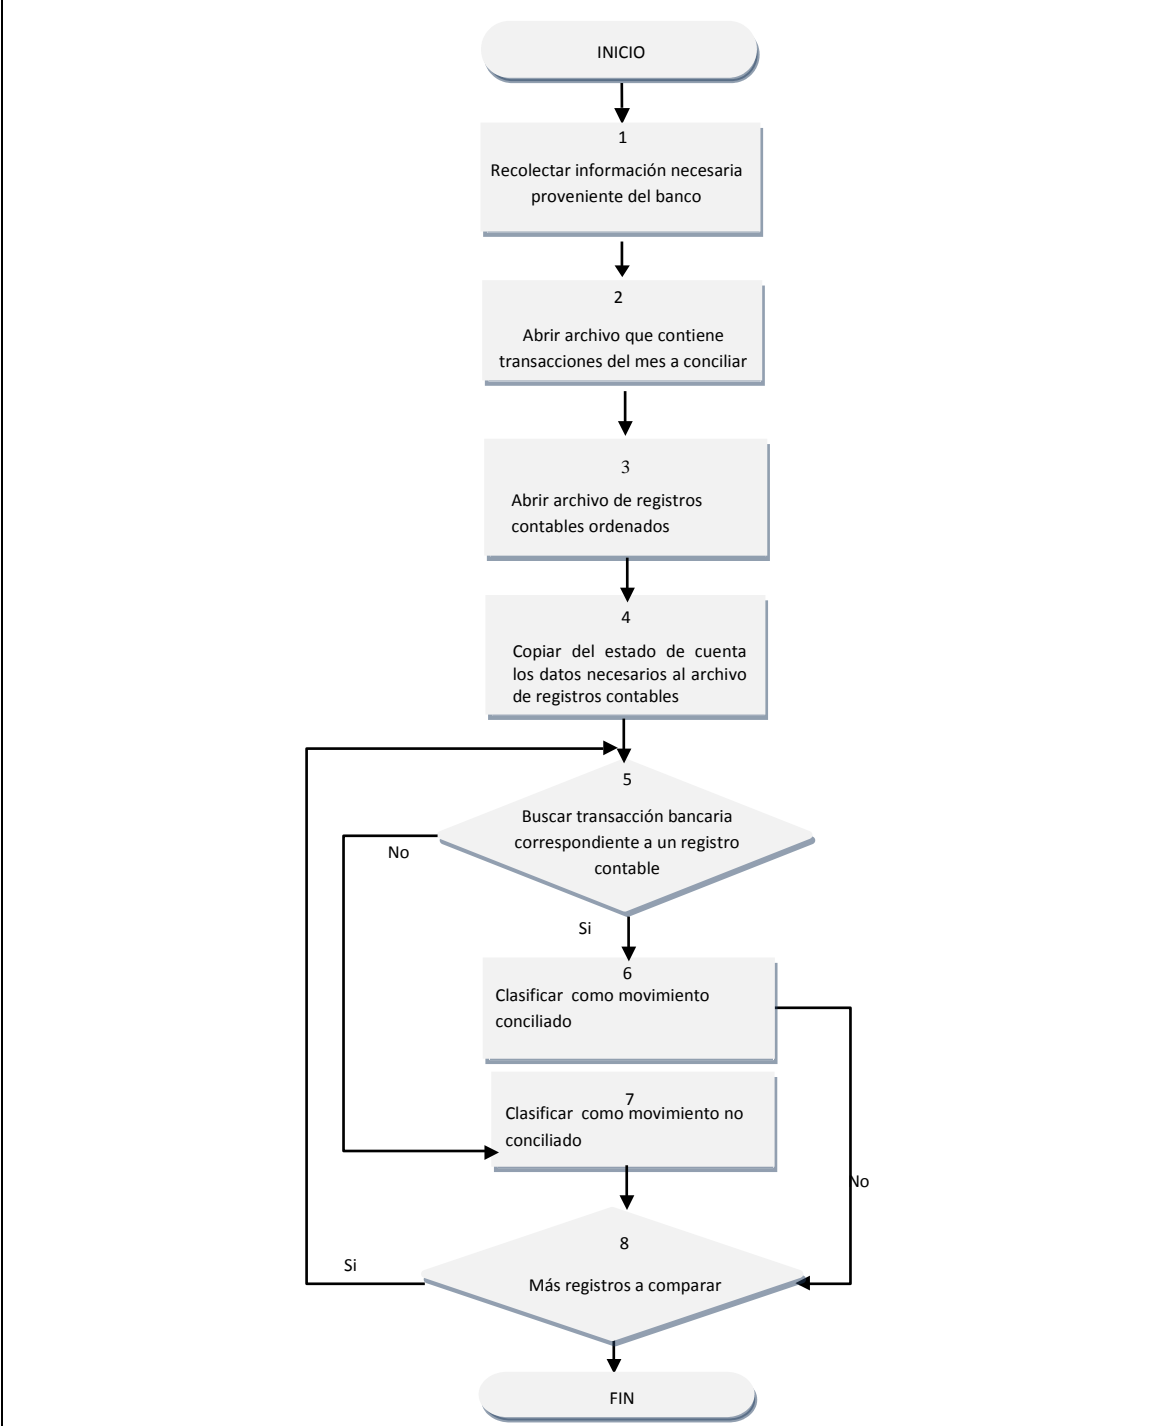 INICIO
1
Recolectar información necesaria
proveniente del banco
2
Abrir archivo que contiene
transacciones del mes a conciliar
3
Abrir archivo de registros
contables ordenados
4
Copiar del estado de cuenta
los datos necesarios al archivo
de registros contables
5
Buscar transacción bancaria
correspondiente a un registro
contable
No
Si
6
Clasificar como movimiento
conciliado
7
Clasificar como movimiento no
conciliado
No
8
Si
Más registros a comparar
FIN